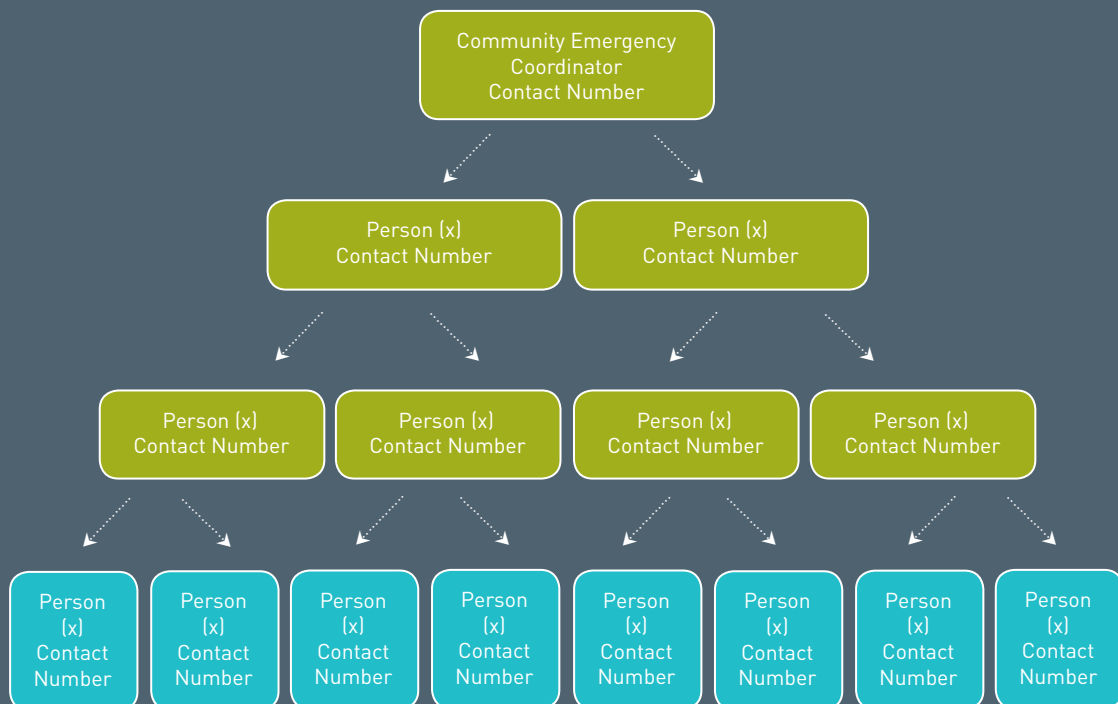 Community Emergency
Coordinator
Contact Number
Person (x)
Contact Number
Person (x)
Contact Number
Person (x)
Contact Number
Person (x)
Contact Number
Person (x)
Contact Number
Person (x)
Contact Number
Person
(x)
Contact
Number
Person
(x)
Contact
Number
Person
(x)
Contact
Number
Person
(x)
Contact
Number
Person
(x)
Contact
Number
Person
(x)
Contact
Number
Person
(x)
Contact
Number
Person
(x)
Contact
Number